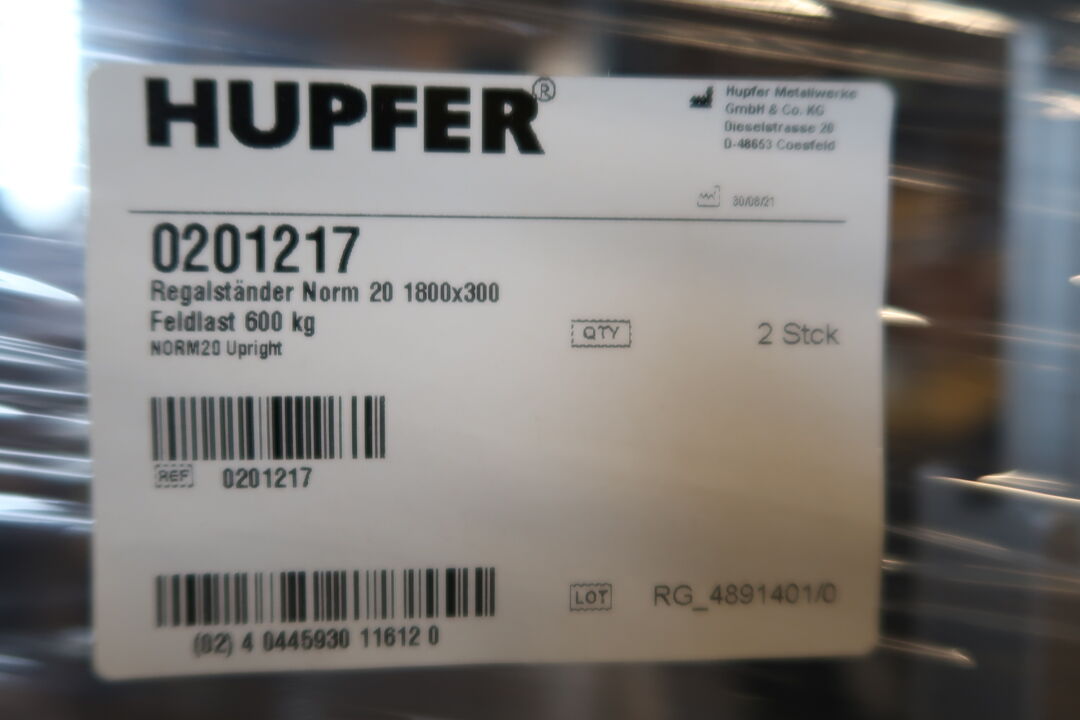 HUPFER®
Hupfer Metallwerke
GmbH & Co. KG
Dieselstrasse 20
D-48653 Coesfeld
30/08/21
0201217
Regalständer Norm 20 1800x300
Feldlast 600 kg
NORM20 Upright
QTY 2 Stck
REF 0201217
LOT RG_4891401/0
(02) 4 0445930 11612 0